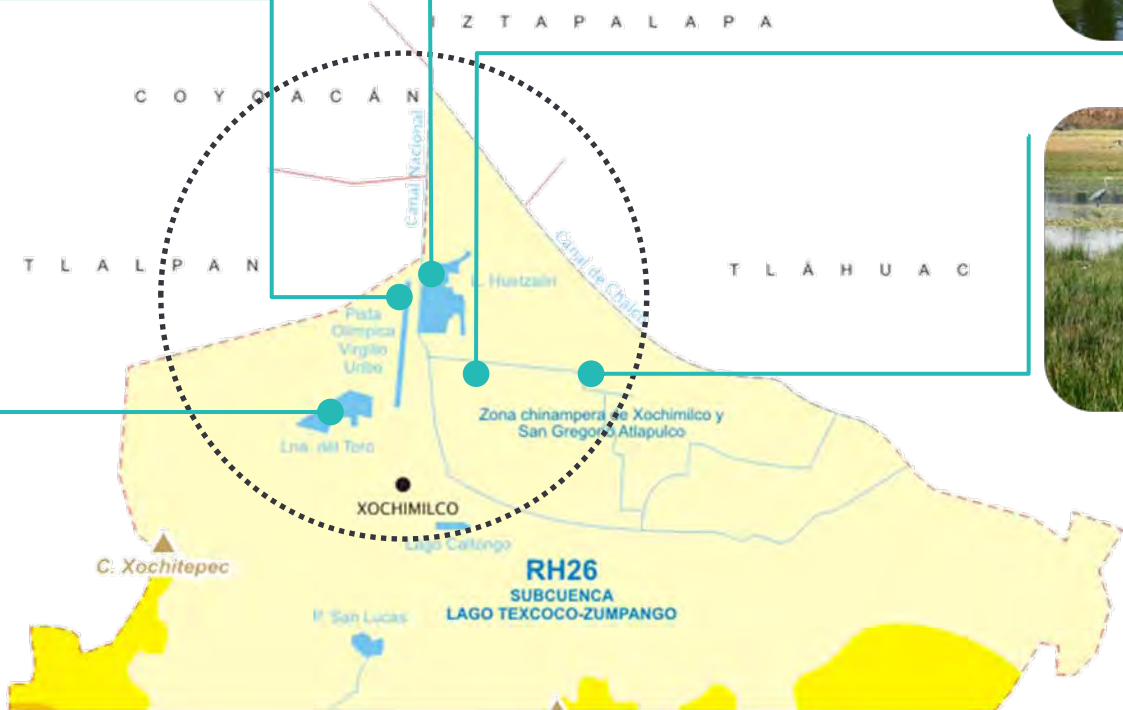 IZTAPALAPA
COYOACÁN
Canal Nacional
TLALPAN
Canal de Chalco
TLÁHUAC
L. Huetzalin
Pista
Olímpica
Virgilio
Uribe
Zona chinampera de Xochimilco y
San Gregorio Atlapulco
Lna. del Toro
XOCHIMILCO
Lago Caltongo
C. Xochitepec
RH26
SUBCUENCA
LAGO TEXCOCO-ZUMPANGO
P. San Lucas